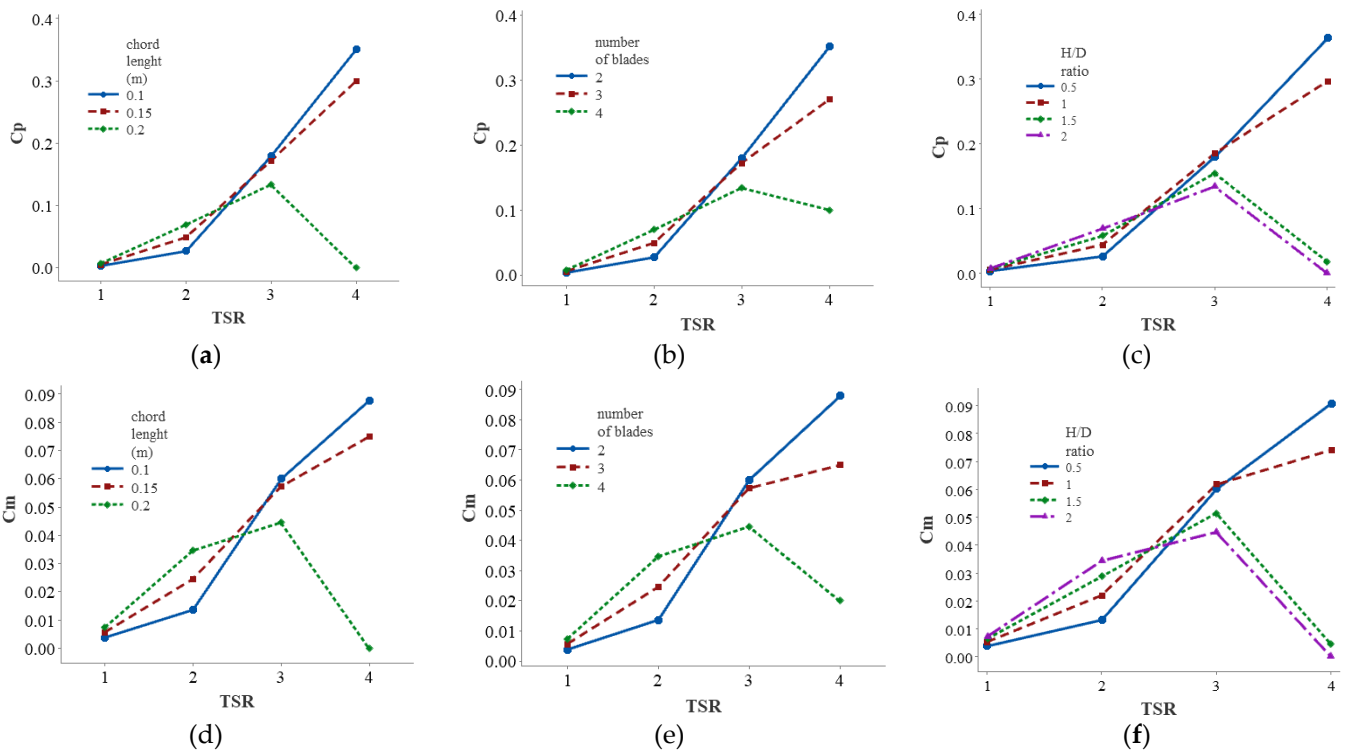 0.4
0.3
0.2
0.1
0.0
Cp
chord
lenght
(m)
0.1
0.15
0.2
1 2 3 4
TSR
(a)
0.4
0.3
0.2
0.1
0.0
Cp
number
of blades
2
3
4
1 2 3 4
TSR
(b)
0.4
0.3
0.2
0.1
0.0
Cp
H/D
ratio
0.5
1
1.5
2
1 2 3 4
TSR
(c)
0.09
0.08
0.07
0.06
0.05
0.04
0.03
0.02
0.01
0.00
Cm
chord
lenght
(m)
0.1
0.15
0.2
1 2 3 4
TSR
(d)
0.09
0.08
0.07
0.06
0.05
0.04
0.03
0.02
0.01
0.00
Cm
number
of blades
2
3
4
1 2 3 4
TSR
(e)
0.09
0.08
0.07
0.06
0.05
0.04
0.03
0.02
0.01
0.00
Cm
H/D
ratio
0.5
1
1.5
2
1 2 3 4
TSR
(f)